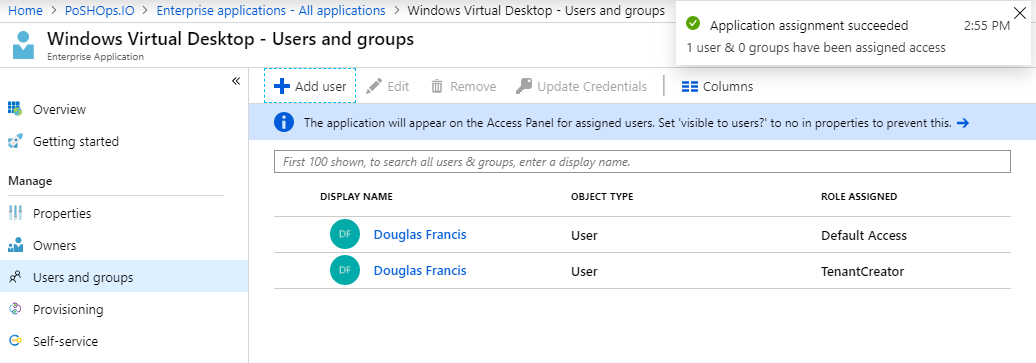 Home > PoSHOps.IO > Enterprise applications - All applications > Windows Virtual Desktop - Users and groups
Windows Virtual Desktop - Users and groups
Enterprise Application
Application assignment succeeded 2:55 PM
1 user & 0 groups have been assigned access
«
Overview
Getting started
Manage
Properties
Owners
Users and groups
Provisioning
Self-service
Add user Edit Remove Update Credentials Columns
The application will appear on the Access Panel for assigned users. Set 'visible to users?' to no in properties to prevent this. →
First 100 shown, to search all users & groups, enter a display name.
DISPLAY NAME OBJECT TYPE ROLE ASSIGNED
DF Douglas Francis User Default Access
DF Douglas Francis User TenantCreator